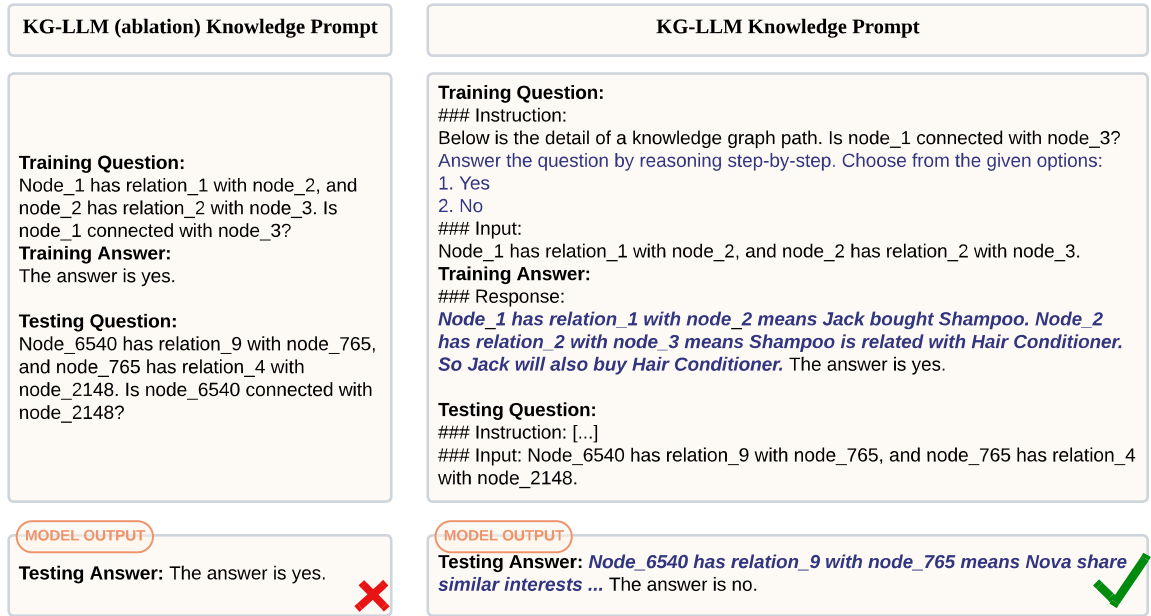 KG-LLM (ablation) Knowledge Prompt
Training Question:
Node_1 has relation_1 with node_2, and
node_2 has relation_2 with node_3. Is
node_1 connected with node_3?
Training Answer:
The answer is yes.
Testing Question:
Node_6540 has relation_9 with node_765,
and node_765 has relation_4 with
node_2148. Is node_6540 connected with
node_2148?
MODEL OUTPUT
Testing Answer: The answer is yes.
KG-LLM Knowledge Prompt
Training Question:
### Instruction:
Below is the detail of a knowledge graph path. Is node_1 connected with node_3?
Answer the question by reasoning step-by-step. Choose from the given options:
1. Yes
2. No
### Input:
Node_1 has relation_1 with node_2, and node_2 has relation_2 with node_3.
Training Answer:
### Response:
Node_1 has relation_1 with node_2 means Jack bought Shampoo. Node_2
has relation_2 with node_3 means Shampoo is related with Hair Conditioner.
So Jack will also buy Hair Conditioner. The answer is yes.
Testing Question:
### Instruction: [...]
### Input: Node_6540 has relation_9 with node_765, and node_765 has relation_4
with node_2148.
MODEL OUTPUT
Testing Answer: Node_6540 has relation_9 with node_765 means Nova share
similar interests ... The answer is no.